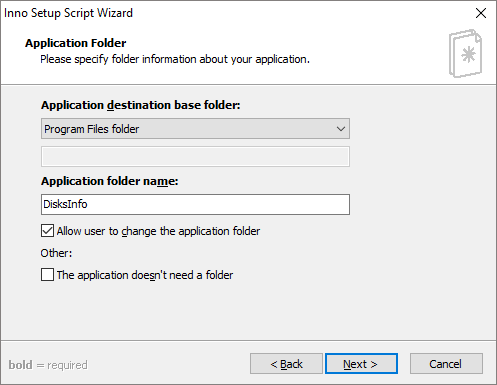 Inno Setup Script Wizard
Application Folder
Please specify folder information about your application.
Application destination base folder:
Program Files folder
Application folder name:
DisksInfo
Allow user to change the application folder
Other:
The application doesn't need a folder
bold = required
< Back
Next >
Cancel